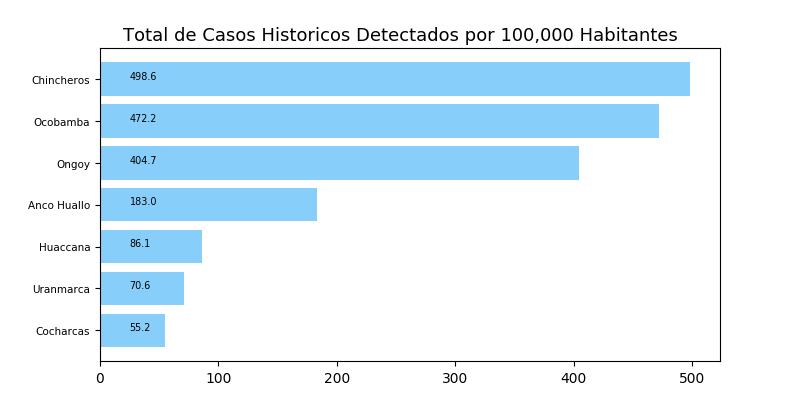 Total de Casos Historicos Detectados por 100,000 Habitantes
Chincheros 498.6
Ocobamba 472.2
Ongoy 404.7
Anco Huallo 183.0
Huaccana 86.1
Uranmarca 70.6
Cocharcas 55.2
0 100 200 300 400 500